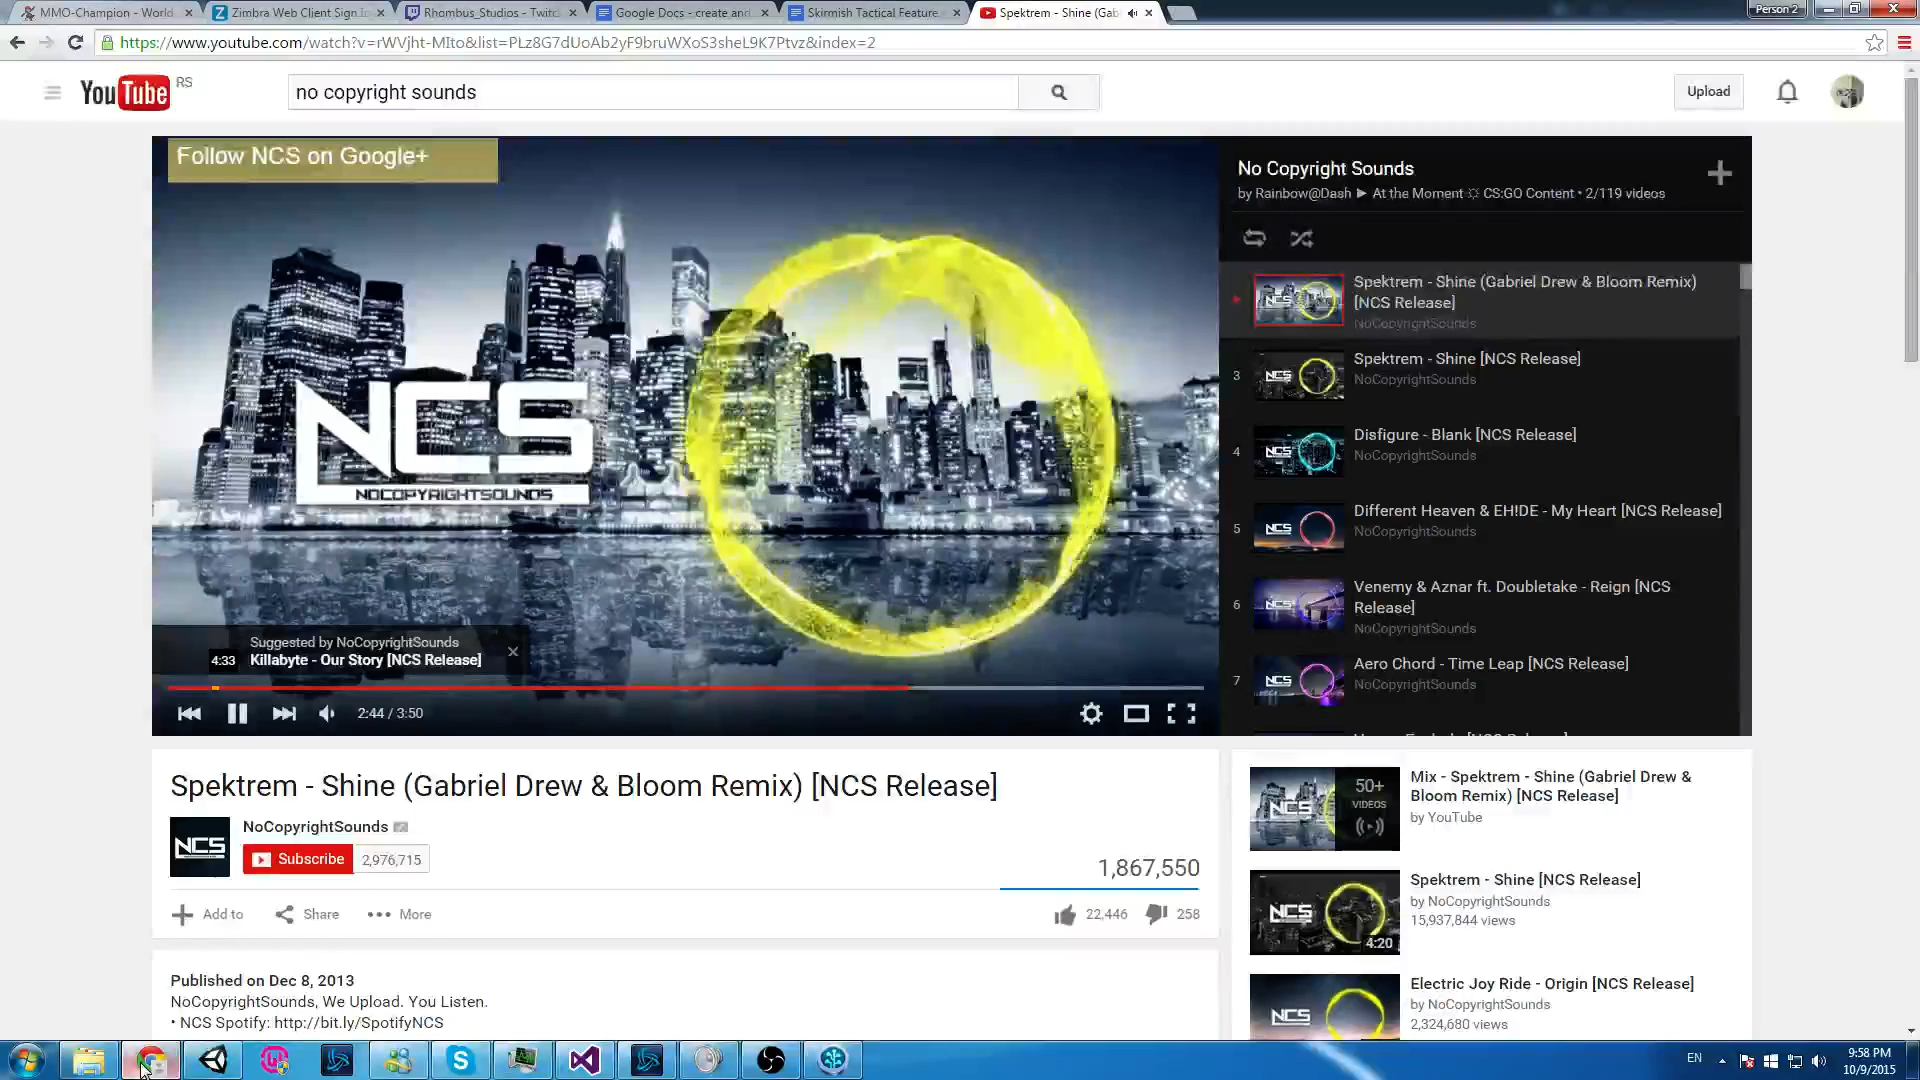 MMO-Champion - World
Zimbra Web Client Sign In
Rhombus_Studios - Twitch
Google Docs - create and
Skirmish Tactical Feature
Spektrem - Shine (Gab
Person 2
https://www.youtube.com/watch?v=rWVjht-MIto&list=PLz8G7dUoAb2yF9bruWXoS3sheL9K7Ptvz&index=2
YouTube RS
no copyright sounds
Upload
Follow NCS on Google+
NCS
NOCOPYRIGHTSOUNDS
Suggested by NoCopyrightSounds
4:33 Killabyte - Our Story [NCS Release]
2:44 / 3:50
No Copyright Sounds
by Rainbow@Dash ► At the Moment ☼ CS:GO Content • 2/119 videos
Spektrem - Shine (Gabriel Drew & Bloom Remix)
[NCS Release]
NoCopyrightSounds
3
Spektrem - Shine [NCS Release]
NoCopyrightSounds
4
Disfigure - Blank [NCS Release]
NoCopyrightSounds
5
Different Heaven & EH!DE - My Heart [NCS Release]
NoCopyrightSounds
6
Venemy & Aznar ft. Doubletake - Reign [NCS
Release]
NoCopyrightSounds
7
Aero Chord - Time Leap [NCS Release]
NoCopyrightSounds
Spektrem - Shine (Gabriel Drew & Bloom Remix) [NCS Release]
NCS
NoCopyrightSounds
Subscribe 2,976,715
1,867,550
Add to Share More
22,446 258
Published on Dec 8, 2013
NoCopyrightSounds, We Upload. You Listen.
• NCS Spotify: http://bit.ly/SpotifyNCS
50+
VIDEOS
Mix - Spektrem - Shine (Gabriel Drew &
Bloom Remix) [NCS Release]
by YouTube
NCS
4:20
Spektrem - Shine [NCS Release]
by NoCopyrightSounds
15,937,844 views
NCS
Electric Joy Ride - Origin [NCS Release]
by NoCopyrightSounds
2,324,680 views
EN
9:58 PM
10/9/2015